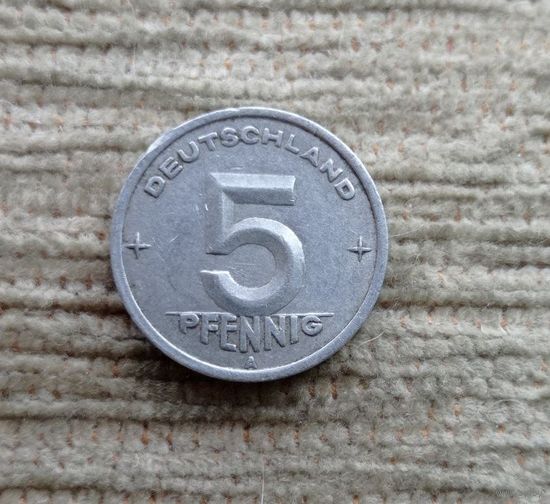 DEUTSCHLAND
5
PFENNIG
A